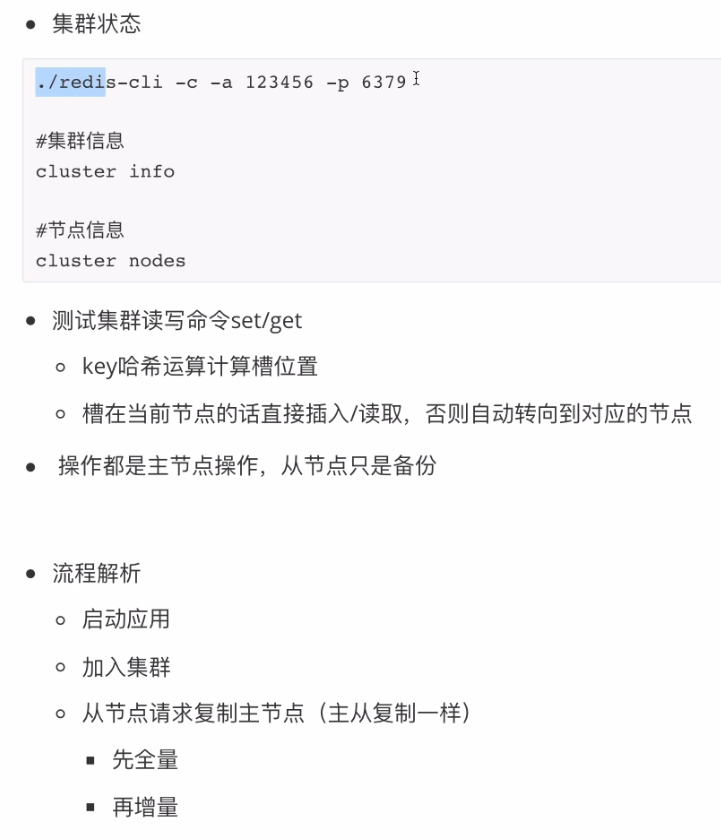 集群状态
./redis-cli -c -a 123456 -p 6379
#集群信息
cluster info
#节点信息
cluster nodes
测试集群读写命令set/get
key哈希运算计算槽位置
槽在当前节点的话直接插入/读取，否则自动转向到对应的节点
操作都是主节点操作，从节点只是备份
流程解析
启动应用
加入集群
从节点请求复制主节点（主从复制一样）
先全量
再增量